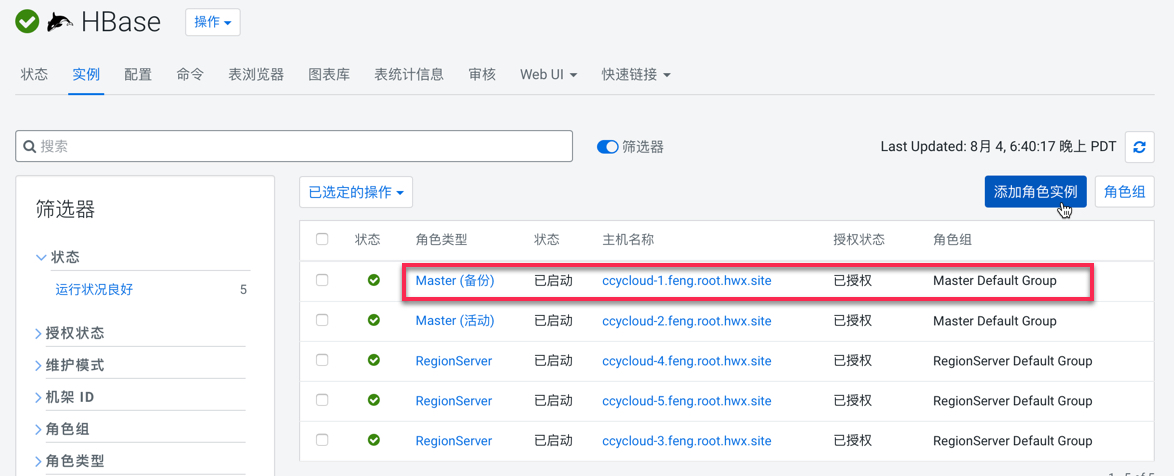 HBase 操作
状态 实例 配置 命令 表浏览器 图表库 表统计信息 审核 Web UI 快速链接
搜索 筛选器 Last Updated: 8月 4, 6:40:17 晚上 PDT
筛选器
状态
运行状况良好 5
授权状态
维护模式
机架 ID
角色组
角色类型
已选定的操作 添加角色实例 角色组
状态 角色类型 状态 主机名称 授权状态 角色组
Master (备份) 已启动 ccycloud-1.feng.root.hwx.site 已授权 Master Default Group
Master (活动) 已启动 ccycloud-2.feng.root.hwx.site 已授权 Master Default Group
RegionServer 已启动 ccycloud-4.feng.root.hwx.site 已授权 RegionServer Default Group
RegionServer 已启动 ccycloud-5.feng.root.hwx.site 已授权 RegionServer Default Group
RegionServer 已启动 ccycloud-3.feng.root.hwx.site 已授权 RegionServer Default Group